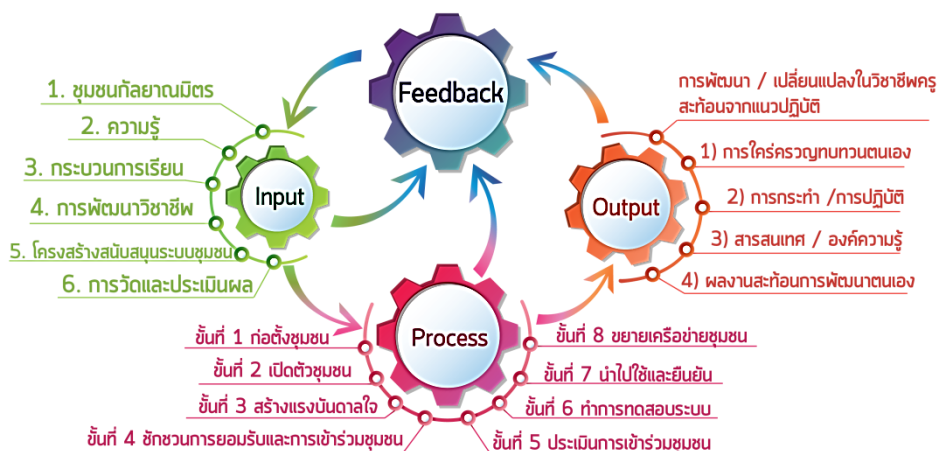 Feedback
1. ชุมชนกัลยาณมิตร
2. ความรู้
3. กระบวนการเรียน
4. การพัฒนาวิชาชีพ
5. โครงสร้างสนับสนุนระบบชุมชน
6. การวัดและประเมินผล
Input
Process
ขั้นที่ 1 ก่อตั้งชุมชน
ขั้นที่ 2 เปิดตัวชุมชน
ขั้นที่ 3 สร้างแรงบันดาลใจ
ขั้นที่ 4 ชักชวนการยอมรับและการเข้าร่วมชุมชน
ขั้นที่ 5 ประเมินการเข้าร่วมชุมชน
ขั้นที่ 6 ทำการทดสอบระบบ
ขั้นที่ 7 นำไปใช้และยืนยัน
ขั้นที่ 8 ขยายเครือข่ายชุมชน
Output
การพัฒนา / เปลี่ยนแปลงในวิชาชีพครู
สะท้อนจากแนวปฏิบัติ
1) การใคร่ครวญทบทวนตนเอง
2) การกระทำ /การปฏิบัติ
3) สารสนเทศ / องค์ความรู้
4) ผลงานสะท้อนการพัฒนาตนเอง